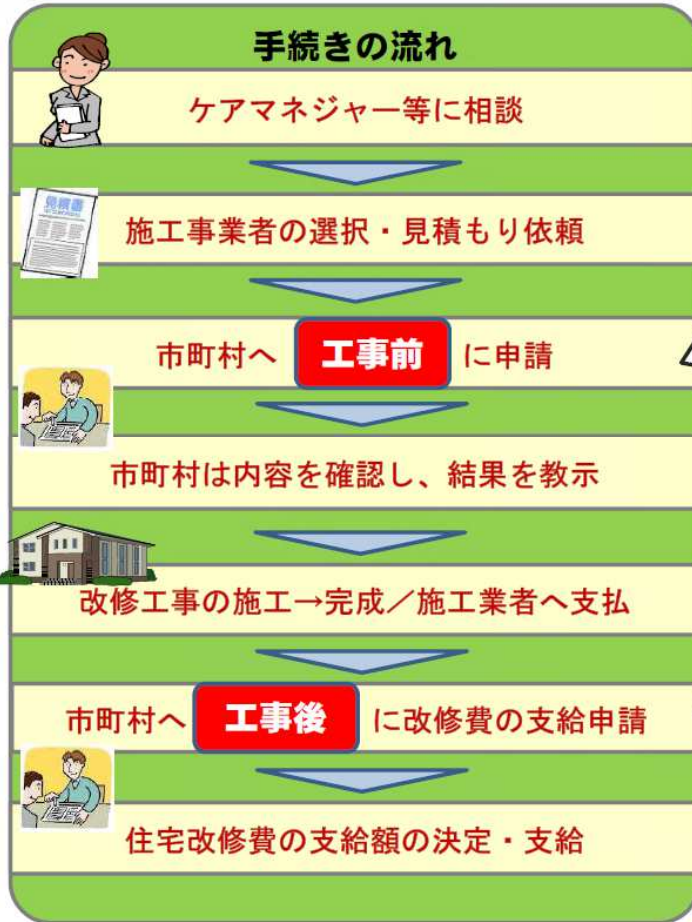 手続きの流れ
ケアマネジャー等に相談
見積書
施工事業者の選択・見積もり依頼
市町村へ 工事前 に申請
市町村は内容を確認し、結果を教示
改修工事の施工→完成／施工業者へ支払
市町村へ 工事後 に改修費の支給申請
住宅改修費の支給額の決定・支給